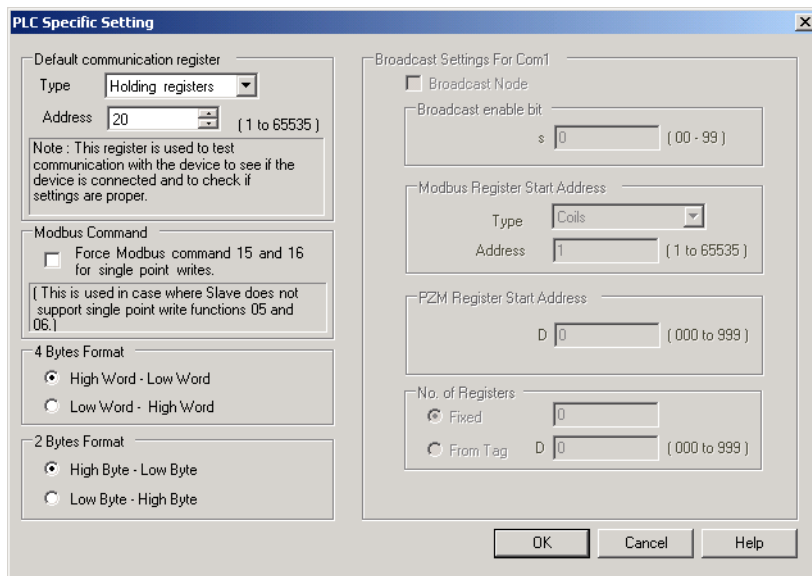 PLC Specific Setting
Default communication register
Type Holding registers
Address 20 ( 1 to 65535 )
Note : This register is used to test
communication with the device to see if the
device is connected and to check if
settings are proper.
Modbus Command
Force Modbus command 15 and 16
for single point writes.
( This is used in case where Slave does not
support single point write functions 05 and
06.)
4 Bytes Format
High Word - Low Word
Low Word - High Word
2 Bytes Format
High Byte - Low Byte
Low Byte - High Byte
Broadcast Settings For Com1
Broadcast Node
Broadcast enable bit
s 0 ( 00 - 99 )
Modbus Register Start Address
Type Coils
Address 1 ( 1 to 65535 )
PZM Register Start Address
D 0 ( 000 to 999 )
No. of Registers
Fixed 0
From Tag D 0 ( 000 to 999 )
OK Cancel Help